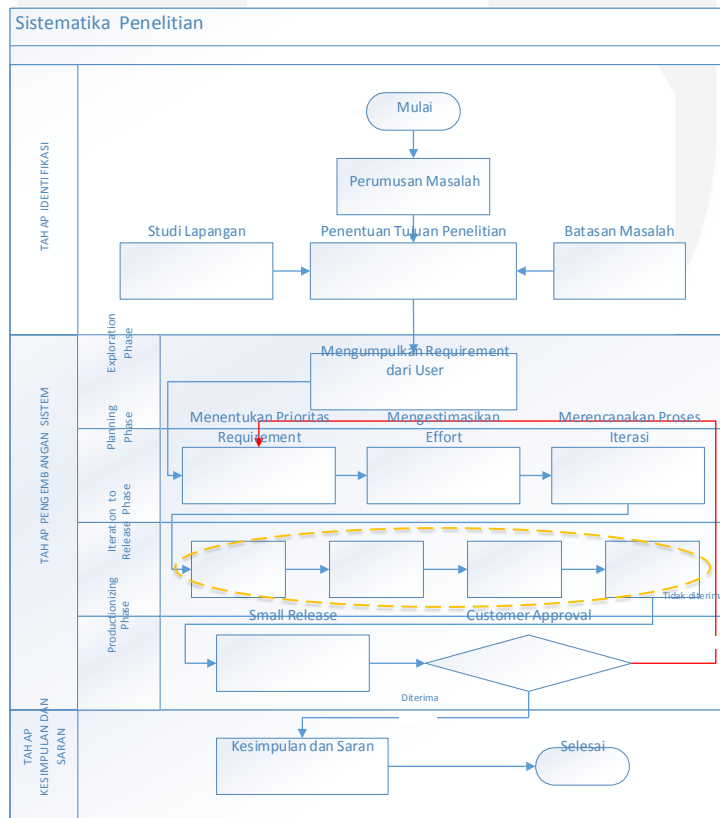 Sistematika Penelitian
TAHAP IDENTIFIKASI
Mulai
Perumusan Masalah
Studi Lapangan
Penentuan Tujuan Penelitian
Batasan Masalah
TAHAP PENGEMBANGAN SISTEM
Exploration
Phase
Mengumpulkan Requirement
dari User
Planning
Phase
Menentukan Prioritas
Requirement
Mengestimasikan
Effort
Merencanakan Proses
Iterasi
Iteration to
Release Phase
Tidak diterima
Productionizing
Phase
Small Release
Customer Approval
Diterima
TAHAP
KESIMPULAN DAN
SARAN
Kesimpulan dan Saran
Selesai